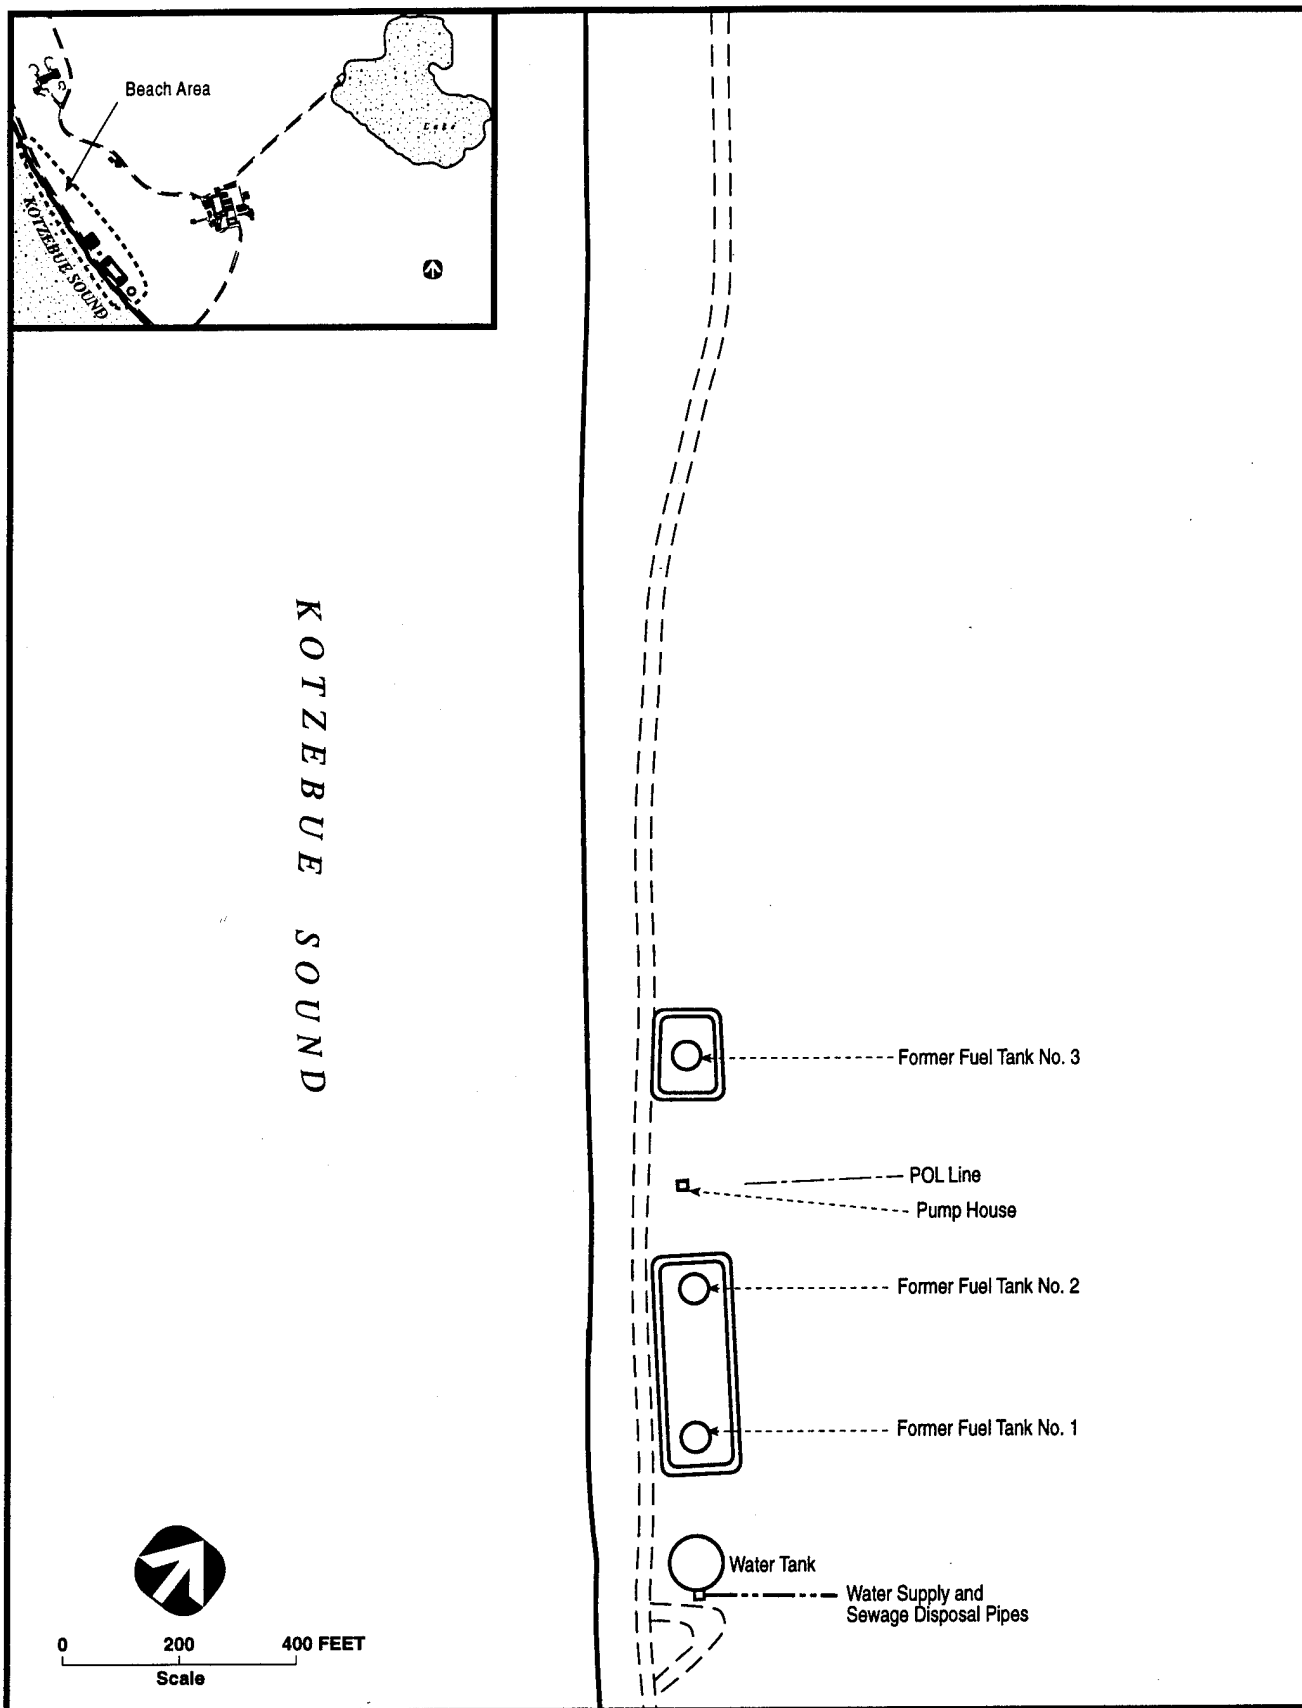 Beach Area
Lake
KOTZEBUE SOUND
KOTZEBUE SOUND
Former Fuel Tank No. 3
POL Line
Pump House
Former Fuel Tank No. 2
Former Fuel Tank No. 1
Water Tank
Water Supply and
Sewage Disposal Pipes
0 200 400 FEET
Scale